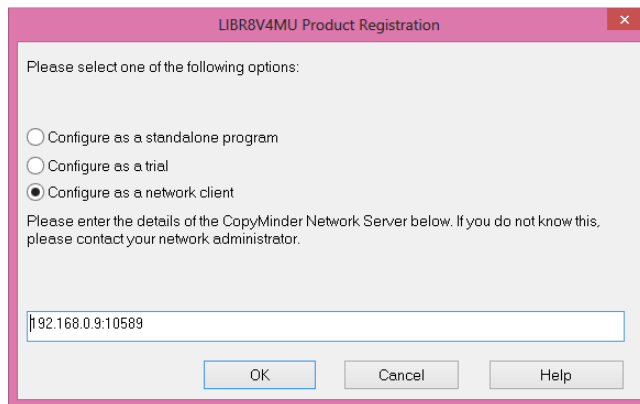 LIBR8V4MU Product Registration
Please select one of the following options:
Configure as a standalone program
Configure as a trial
Configure as a network client
Please enter the details of the CopyMinder Network Server below. If you do not know this,
please contact your network administrator.
192.168.0.9:10589
OK Cancel Help